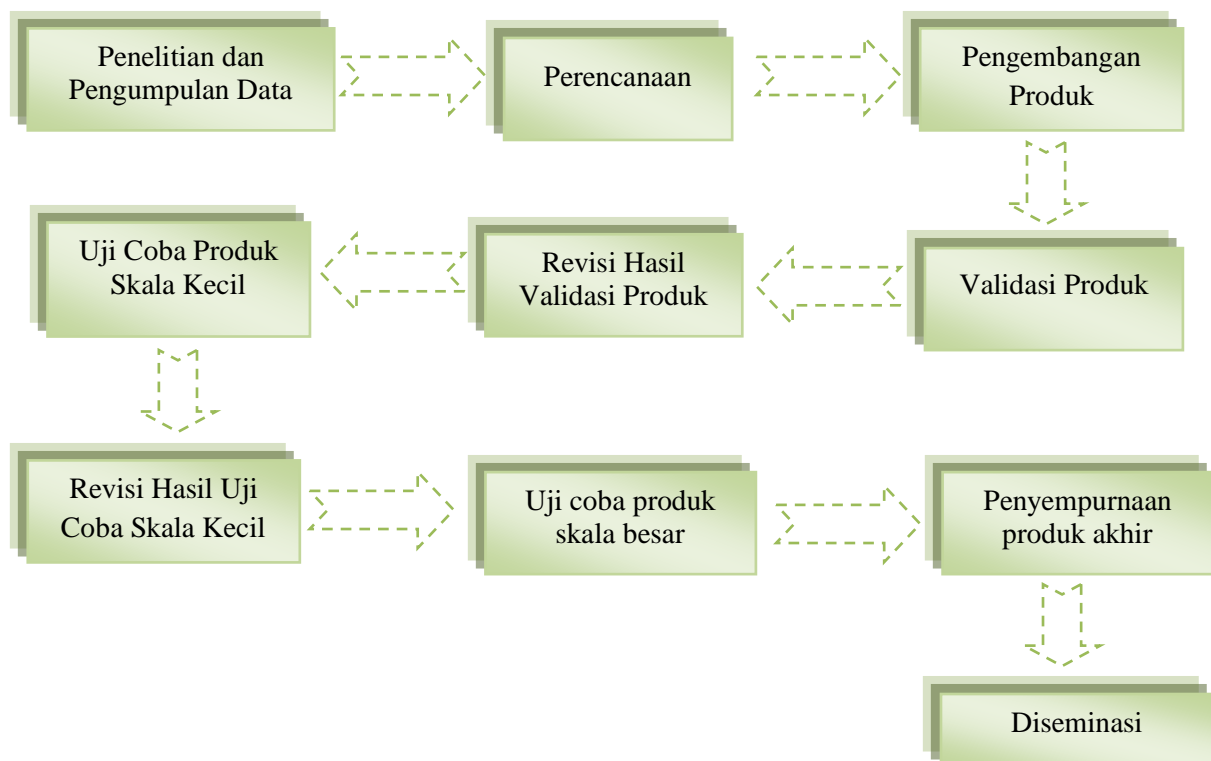 Penelitian dan
Pengumpulan Data
Perencanaan
Pengembangan
Produk
Validasi Produk
Revisi Hasil
Validasi Produk
Uji Coba Produk
Skala Kecil
Revisi Hasil Uji
Coba Skala Kecil
Uji coba produk
skala besar
Penyempurnaan
produk akhir
Diseminasi